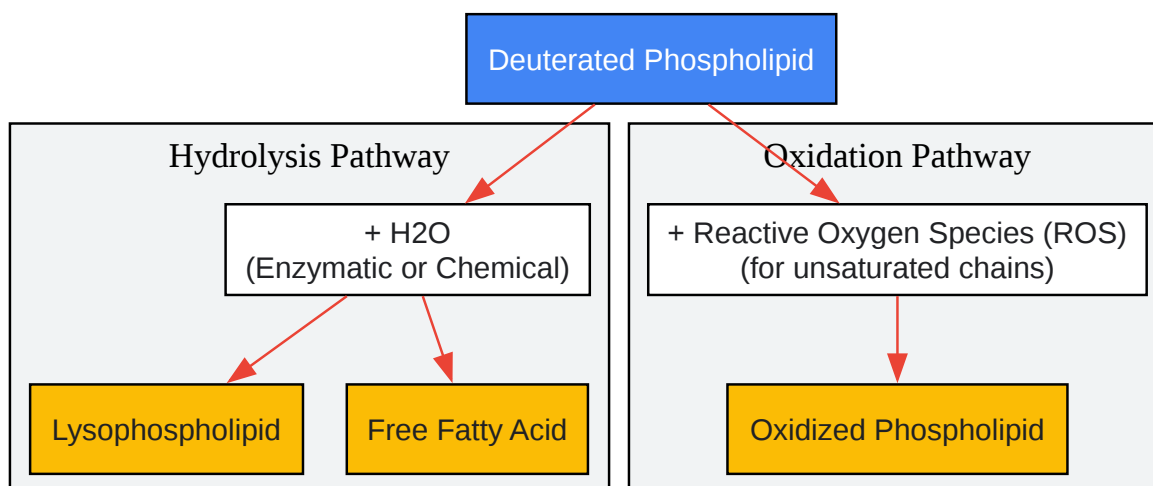 Deuterated Phospholipid
Hydrolysis Pathway
+ H2O
(Enzymatic or Chemical)
Lysophospholipid
Free Fatty Acid
Oxidation Pathway
+ Reactive Oxygen Species (ROS)
(for unsaturated chains)
Oxidized Phospholipid